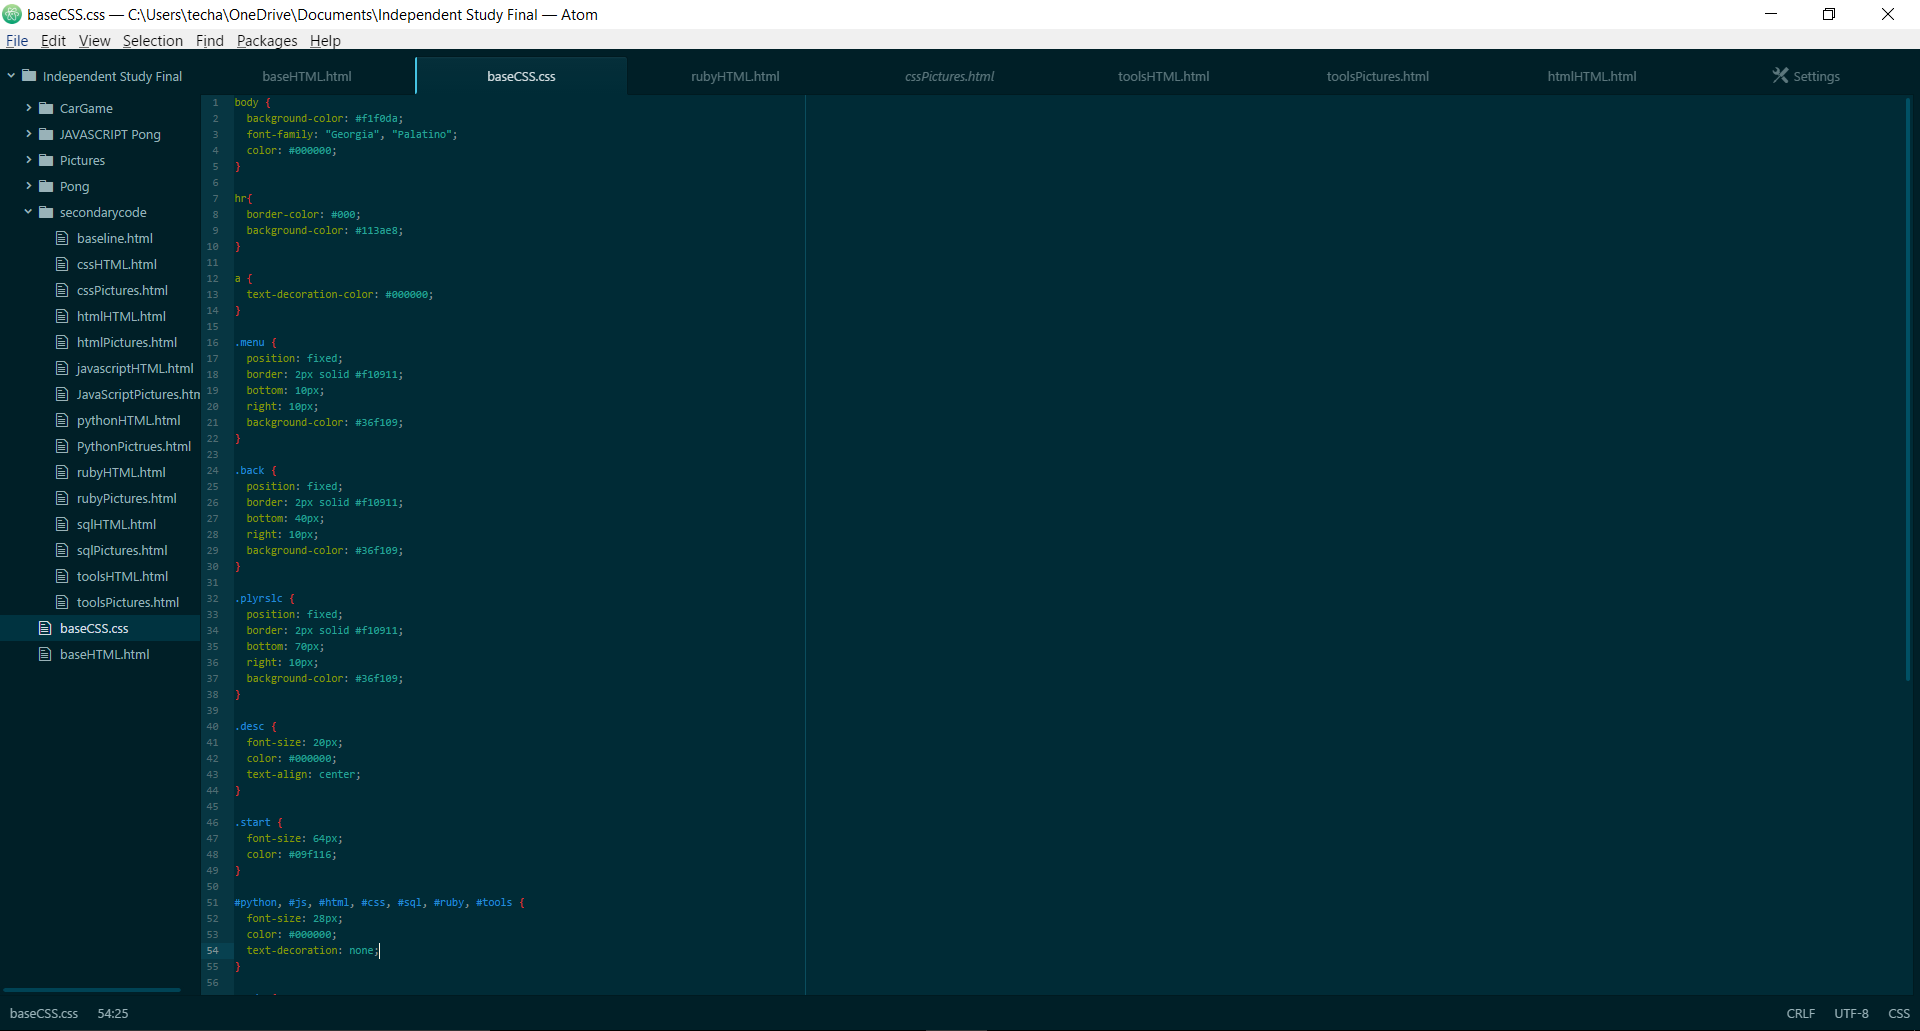 baseCSS.css — C:\Users\techa\OneDrive\Documents\Independent Study Final — Atom
File Edit View Selection Find Packages Help
Independent Study Final
CarGame
JAVASCRIPT Pong
Pictures
Pong
secondarycode
baseline.html
cssHTML.html
cssPictures.html
htmlHTML.html
htmlPictures.html
javascriptHTML.html
JavaScriptPictures.htm
pythonHTML.html
PythonPictrues.html
rubyHTML.html
rubyPictures.html
sqlHTML.html
sqlPictures.html
toolsHTML.html
toolsPictures.html
baseCSS.css
baseHTML.html
baseHTML.html baseCSS.css rubyHTML.html cssPictures.html toolsHTML.html toolsPictures.html htmlHTML.html Settings
1 body {
2 background-color: #f1f0da;
3 font-family: "Georgia", "Palatino";
4 color: #000000;
5 }
6
7 hr{
8 border-color: #000;
9 background-color: #113ae8;
10 }
11
12 a {
13 text-decoration-color: #000000;
14 }
15
16 .menu {
17 position: fixed;
18 border: 2px solid #f10911;
19 bottom: 10px;
20 right: 10px;
21 background-color: #36f109;
22 }
23
24 .back {
25 position: fixed;
26 border: 2px solid #f10911;
27 bottom: 40px;
28 right: 10px;
29 background-color: #36f109;
30 }
31
32 .plyrslc {
33 position: fixed;
34 border: 2px solid #f10911;
35 bottom: 70px;
36 right: 10px;
37 background-color: #36f109;
38 }
39
40 .desc {
41 font-size: 20px;
42 color: #000000;
43 text-align: center;
44 }
45
46 .start {
47 font-size: 64px;
48 color: #09f116;
49 }
50
51 #python, #js, #html, #css, #sql, #ruby, #tools {
52 font-size: 28px;
53 color: #000000;
54 text-decoration: none;
55 }
56
baseCSS.css 54:25 CRLF UTF-8 CSS